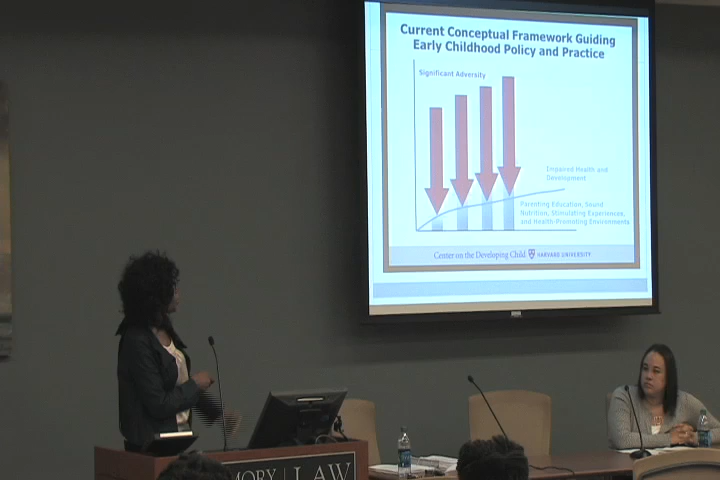 Current Conceptual Framework Guiding
Early Childhood Policy and Practice
Significant Adversity
Impaired Health and
Development
Parenting Education, Sound
Nutrition, Stimulating Experiences,
and Health-Promoting Environments
Center on the Developing Child HARVARD UNIVERSITY
MORY | LAW